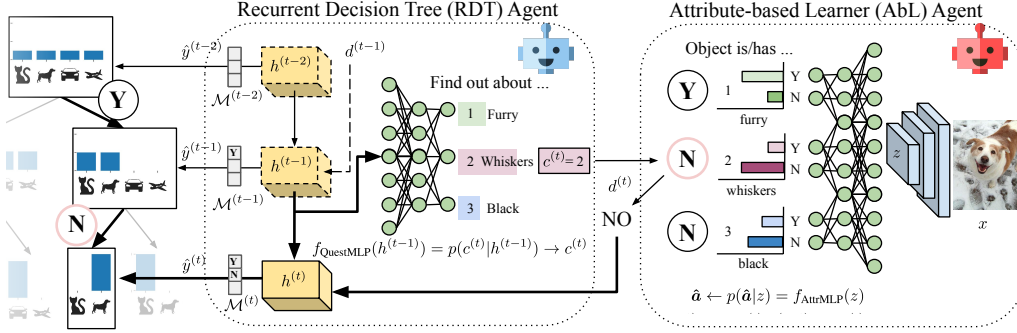 Recurrent Decision Tree (RDT) Agent
Attribute-based Learner (AbL) Agent
ŷ^(t−2)
h^(t−2)
d^(t−1)
M^(t−2)
Y
Find out about ...
1 Furry
ŷ^(t−1)
Y
h^(t−1)
M^(t−1)
2 Whiskers
c^(t)=2
3 Black
N
f_QuestMLP(h^(t−1)) = p(c^(t)|h^(t−1)) → c^(t)
ŷ^(t)
Y
N
h^(t)
M^(t)
d^(t)
NO
Object is/has ...
Y
1
Y
N
furry
N
2
Y
N
whiskers
N
3
Y
N
black
z
x
â ← p(â|z) = f_AttrMLP(z)